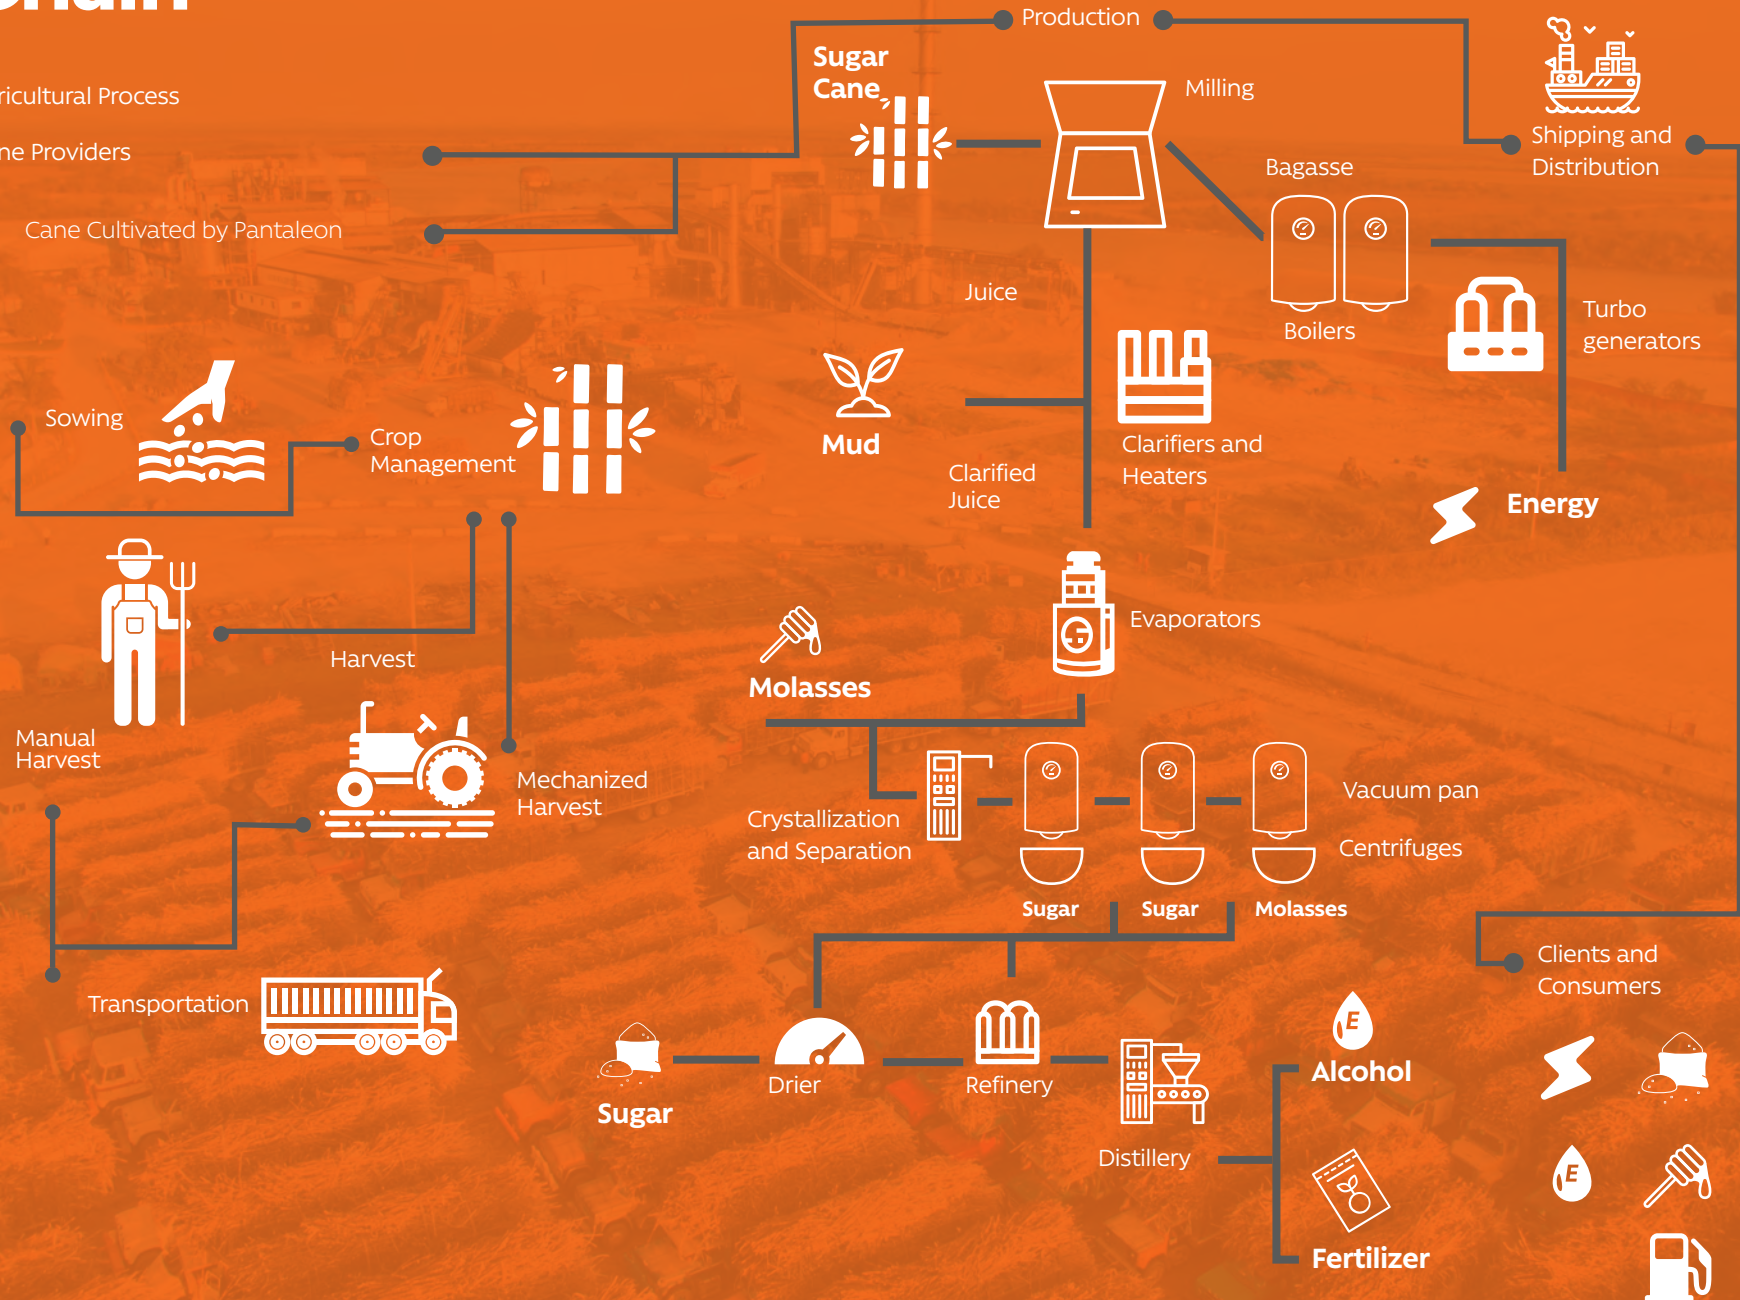 Production
Sugar
Cane
Milling
ricultural Process
Shipping and
Distribution
ne Providers
Bagasse
Cane Cultivated by Pantaleon
Juice
Boilers
Turbo
generators
Sowing
Crop
Management
Mud
Clarifiers and
Heaters
Clarified
Juice
Energy
Evaporators
Harvest
Molasses
Manual
Harvest
Mechanized
Harvest
Crystallization
and Separation
Vacuum pan
Centrifuges
Sugar
Sugar
Molasses
Clients and
Consumers
Transportation
E
Alcohol
Drier
Refinery
Sugar
Distillery
E
Fertilizer